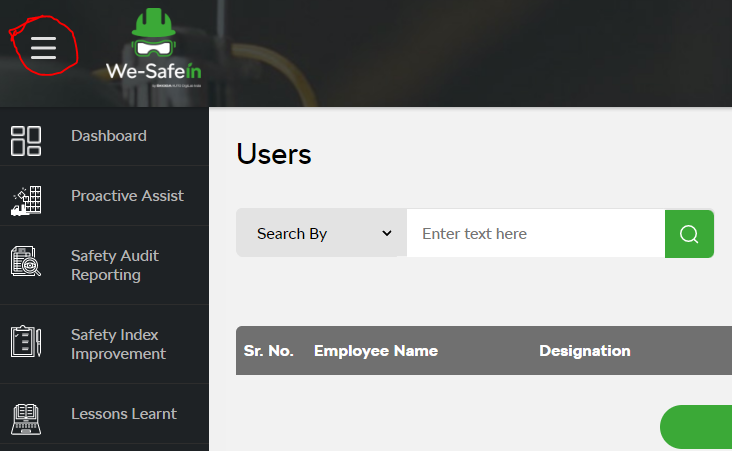 We-Safein
Dashboard
Proactive Assist
Safety Audit
Reporting
Safety Index
Improvement
Lessons Learnt
Users
Search By
Enter text here
Sr. No.
Employee Name
Designation